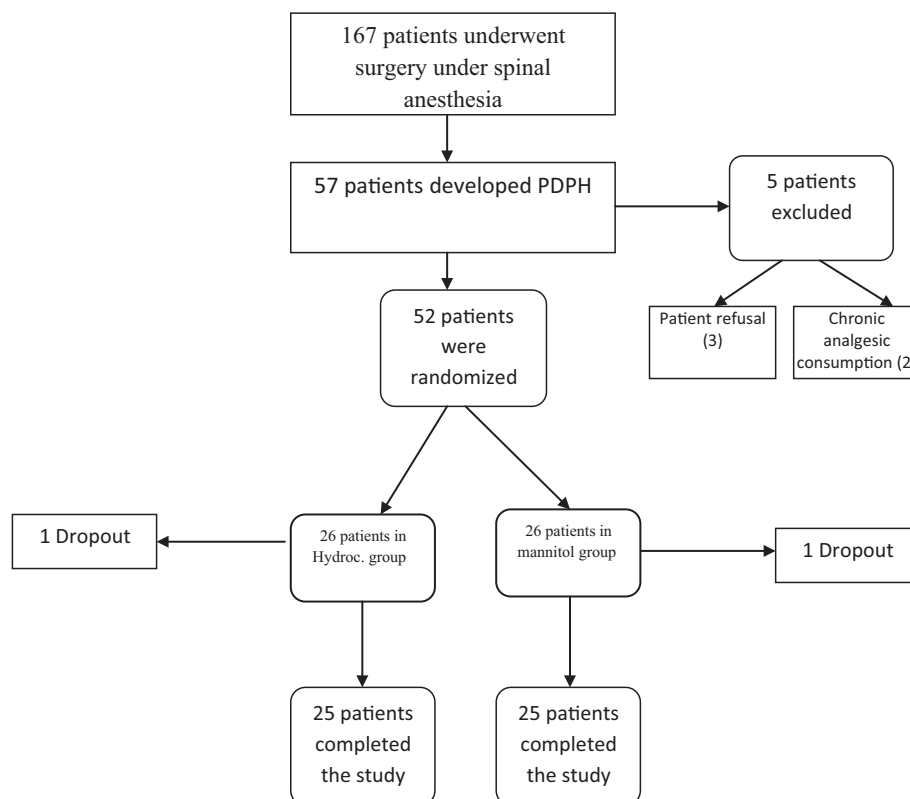 167 patients underwent
surgery under spinal
anesthesia
57 patients developed PDPH
5 patients
excluded
52 patients
were
randomized
Patient refusal
(3)
Chronic
analgesic
consumption (2
1 Dropout
26 patients in
Hydroc. group
26 patients in
mannitol group
1 Dropout
25 patients
completed
the study
25 patients
completed
the study